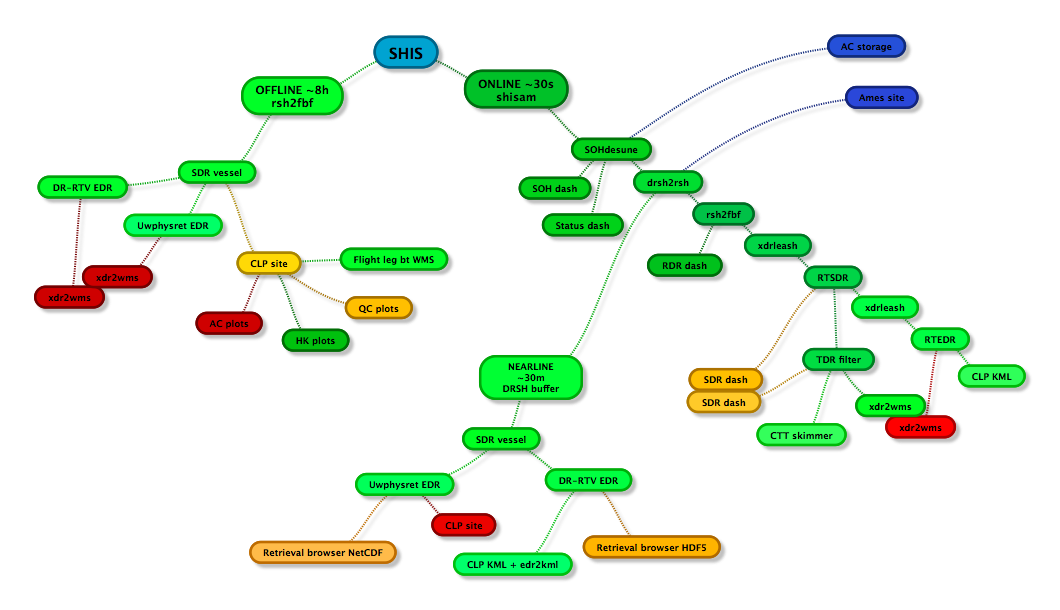 SHIS
AC storage
OFFLINE ~8h
rsh2fbf
ONLINE ~30s
shisam
Ames site
SOHdesune
SDR vessel
DR-RTV EDR
SOH dash
drsh2rsh
Uwphysret EDR
Status dash
rsh2fbf
xdrleash
CLP site
Flight leg bt WMS
RDR dash
xdr2wms
RTSDR
xdr2wms
QC plots
xdrleash
AC plots
HK plots
RTEDR
TDR filter
NEARLINE
~30m
DRSH buffer
SDR dash
CLP KML
SDR dash
xdr2wms
xdr2wms
CTT skimmer
SDR vessel
Uwphysret EDR
DR-RTV EDR
CLP site
Retrieval browser NetCDF
Retrieval browser HDF5
CLP KML + edr2kml